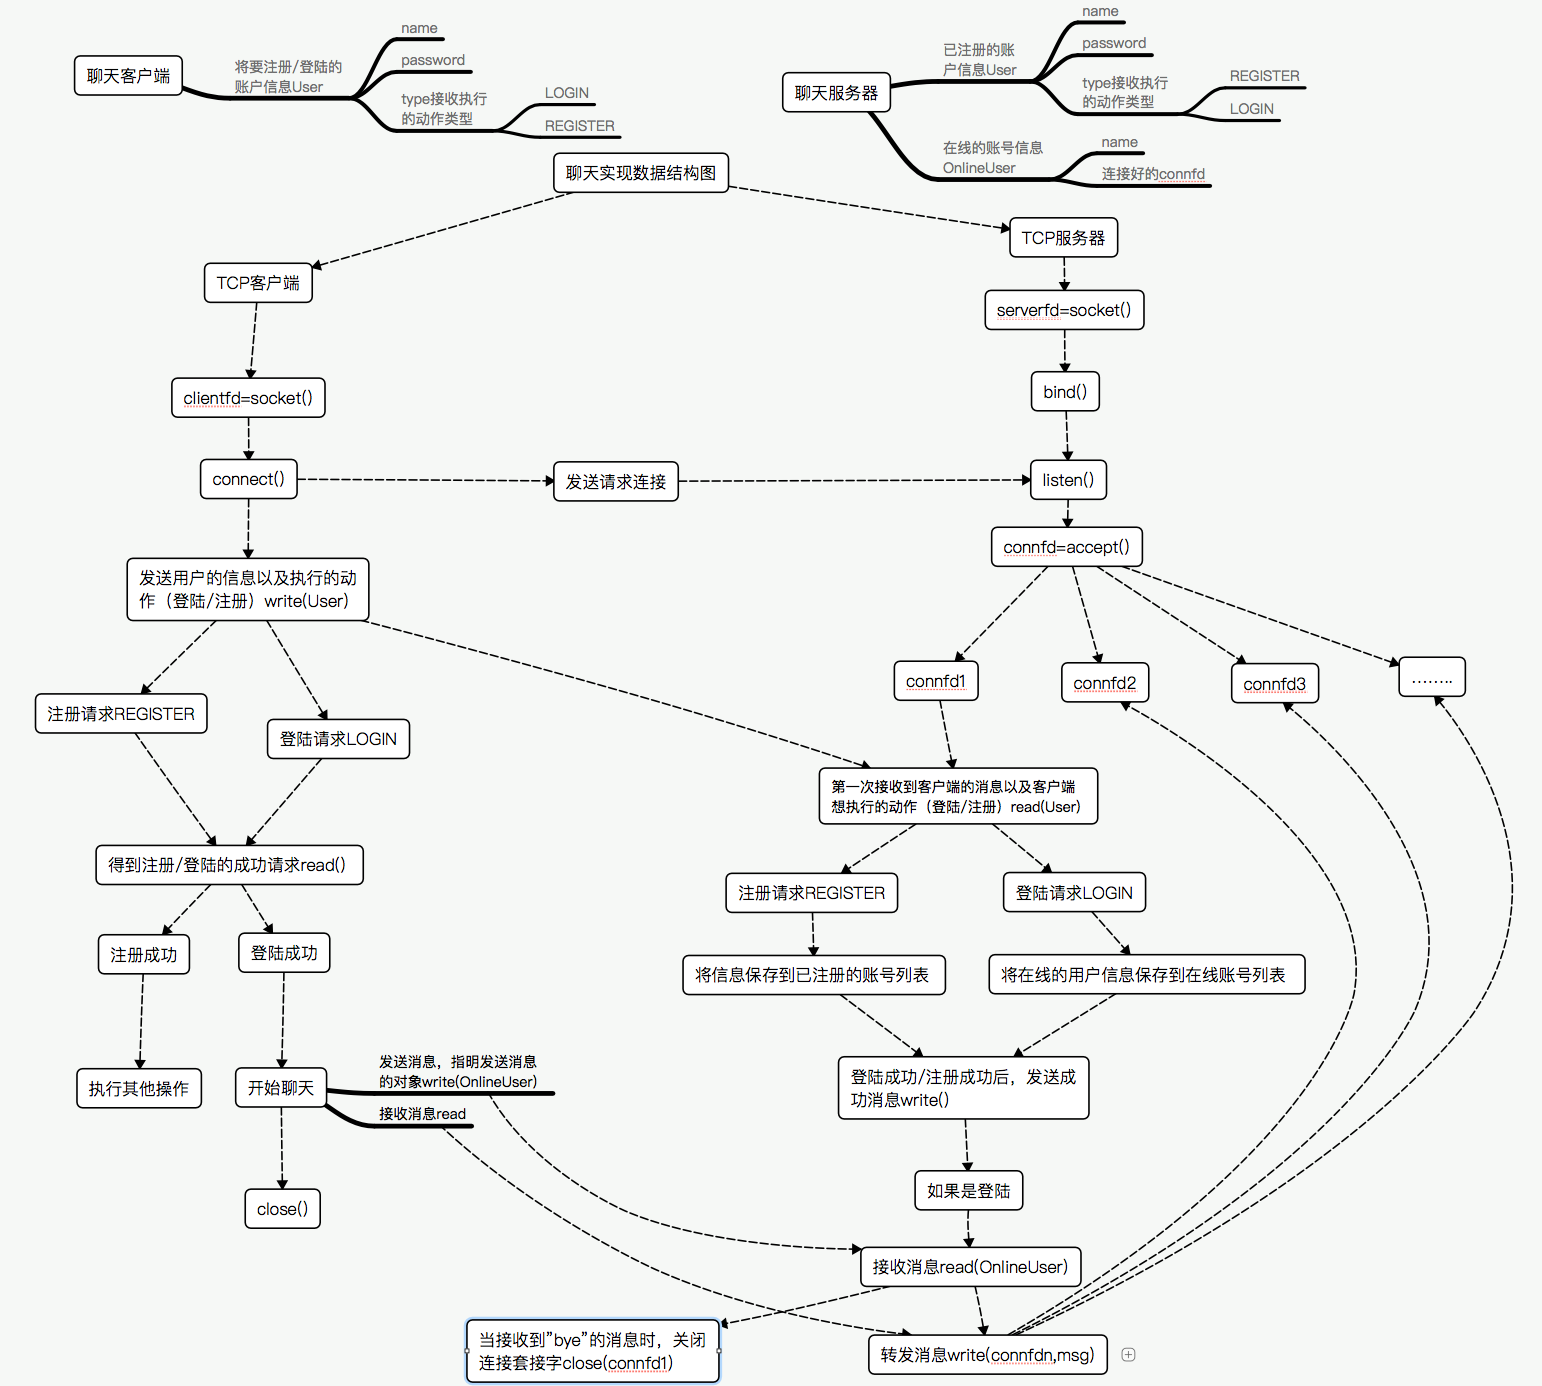 聊天客户端
将要注册/登陆的
账户信息User
name
password
type接收执行
的动作类型
LOGIN
REGISTER
聊天服务器
已注册的账
户信息User
name
password
type接收执行
的动作类型
REGISTER
LOGIN
在线的账号信息
OnlineUser
name
连接好的connfd
聊天实现数据结构图
TCP客户端
TCP服务器
clientfd=socket()
serverfd=socket()
bind()
connect()
发送请求连接
listen()
connfd=accept()
发送用户的信息以及执行的动
作（登陆/注册）write(User)
connfd1
connfd2
connfd3
........
注册请求REGISTER
登陆请求LOGIN
第一次接收到客户端的消息以及客户端
想执行的动作（登陆/注册）read(User)
得到注册/登陆的成功请求read()
注册请求REGISTER
登陆请求LOGIN
注册成功
登陆成功
将信息保存到已注册的账号列表
将在线的用户信息保存到在线账号列表
执行其他操作
开始聊天
发送消息，指明发送消息
的对象write(OnlineUser)
接收消息read
登陆成功/注册成功后，发送成
功消息write()
close()
如果是登陆
接收消息read(OnlineUser)
当接收到”bye”的消息时，关闭
连接套接字close(connfd1)
转发消息write(connfdn,msg)